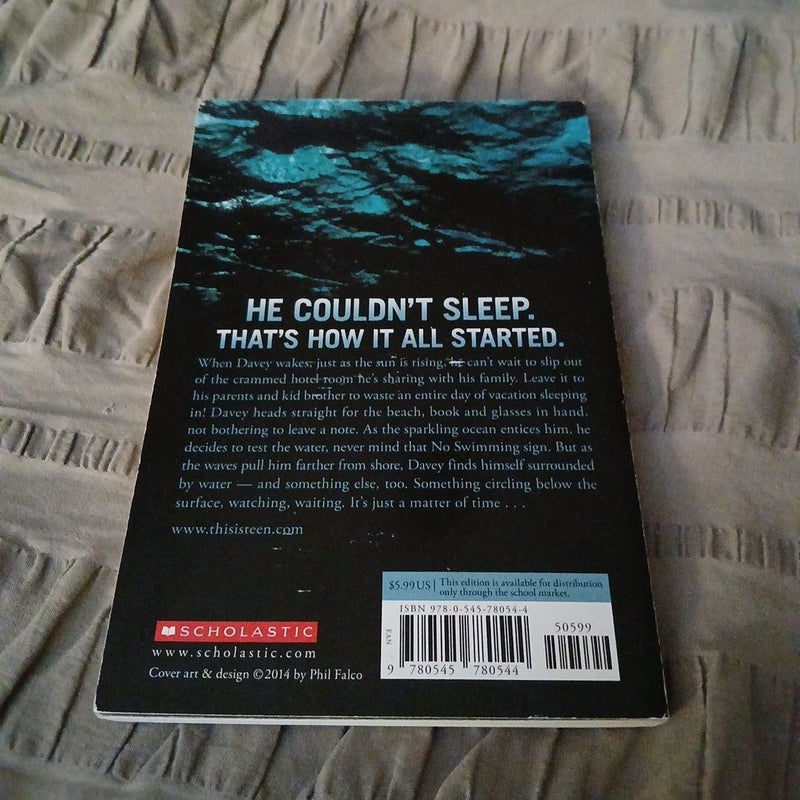 HE COULDN'T SLEEP.
THAT'S HOW IT ALL STARTED.
When Davey wakes, just as the sun is rising, he can't wait to slip out
of the crammed hotel room he's sharing with his family. Leave it to
his parents and kid brother to waste an entire day of vacation sleeping
in! Davey heads straight for the beach, book and glasses in hand,
not bothering to leave a note. As the sparkling ocean entices him, he
decides to test the water, never mind that No Swimming sign. But as
the waves pull him farther from shore, Davey finds himself surrounded
by water — and something else, too. Something circling below the
surface, watching, waiting. It's just a matter of time . . .
www.thisisteen.com
$5.99 US
This edition is available for distribution
only through the school market.
ISBN 978-0-545-78054-4
50599
EAN
9 780545 780544
SCHOLASTIC
www.scholastic.com
Cover art & design ©2014 by Phil Falco